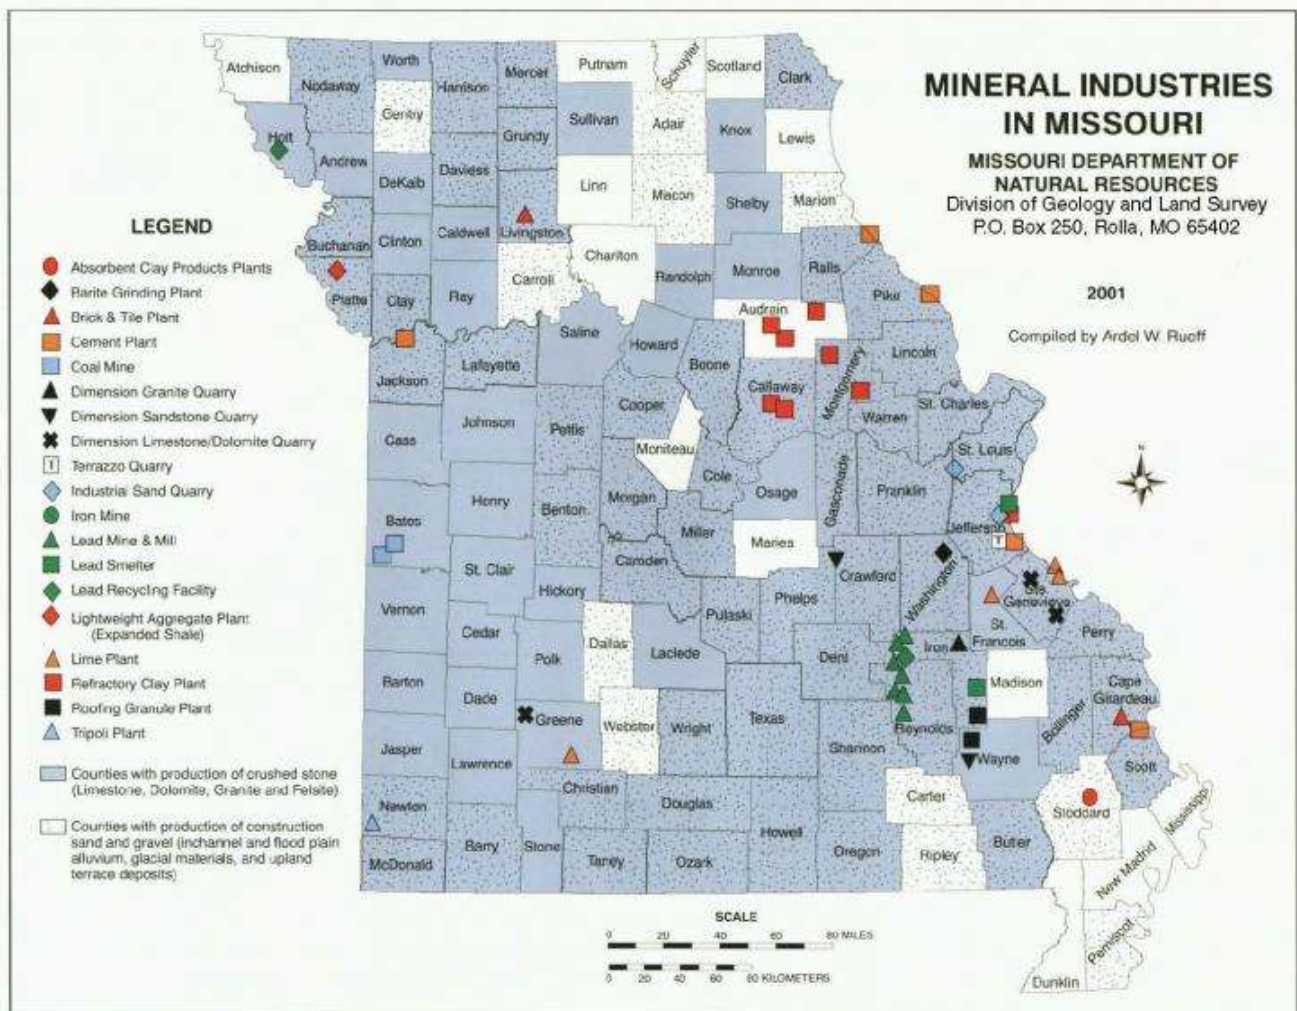 MINERAL INDUSTRIES
IN MISSOURI
MISSOURI DEPARTMENT OF
NATURAL RESOURCES
Division of Geology and Land Survey
P.O. Box 250, Rolla, MO 65402
2001
Compiled by Ardel W. Rueff
LEGEND
Absorbent Clay Products Plants
Barite Grinding Plant
Brick & Tile Plant
Cement Plant
Coal Mine
Dimension Granite Quarry
Dimension Sandstone Quarry
Dimension Limestone/Dolomite Quarry
T Terrazzo Quarry
Industrial Sand Quarry
Iron Mine
Lead Mine & Mill
Lead Smelter
Lead Recycling Facility
Lightweight Aggregate Plant
(Expanded Shale)
Lime Plant
Refractory Clay Plant
Roofing Granule Plant
Tripoli Plant
Counties with production of crushed stone
(Limestone, Dolomite, Granite and Felsite)
Counties with production of construction
sand and gravel (inchannel and flood plain
alluvium, glacial materials, and upland
terrace deposits)
Atchison
Nodaway
Worth
Gentry
Harrison
Mercer
Putnam
Schuyler
Scotland
Clark
Holt
Andrew
DeKalb
Daviess
Grundy
Sullivan
Adair
Knox
Lewis
Linn
Macon
Shelby
Marion
Buchanan
Clinton
Caldwell
Livingston
Chariton
Randolph
Monroe
Ralls
Platte
Clay
Ray
Carroll
Saline
Howard
Audrain
Pike
Jackson
Lafayette
Boone
Callaway
Montgomery
Lincoln
Cooper
Warren
St. Charles
Cass
Johnson
Pettis
Moniteau
St. Louis
Cole
Osage
Gasconade
Franklin
Henry
Benton
Morgan
Miller
Jefferson
T
Bates
St. Clair
Camden
Maries
Crawford
Washington
Ste.
Genevieve
Hickory
Pulaski
Phelps
St.
Francois
Perry
Vernon
Cedar
Polk
Dallas
Laclede
Dent
Iron
Madison
Cape
Girardeau
Barton
Dade
Greene
Webster
Wright
Texas
Reynolds
Bollinger
Jasper
Lawrence
Shannon
Wayne
Scott
Newton
Christian
Douglas
Carter
Stoddard
Mississippi
McDonald
Barry
Stone
Taney
Ozark
Howell
Oregon
Ripley
Butler
New Madrid
Pemiscot
Dunklin
N
SCALE
0 20 40 60 80 MILES
0 20 40 60 80 KILOMETERS